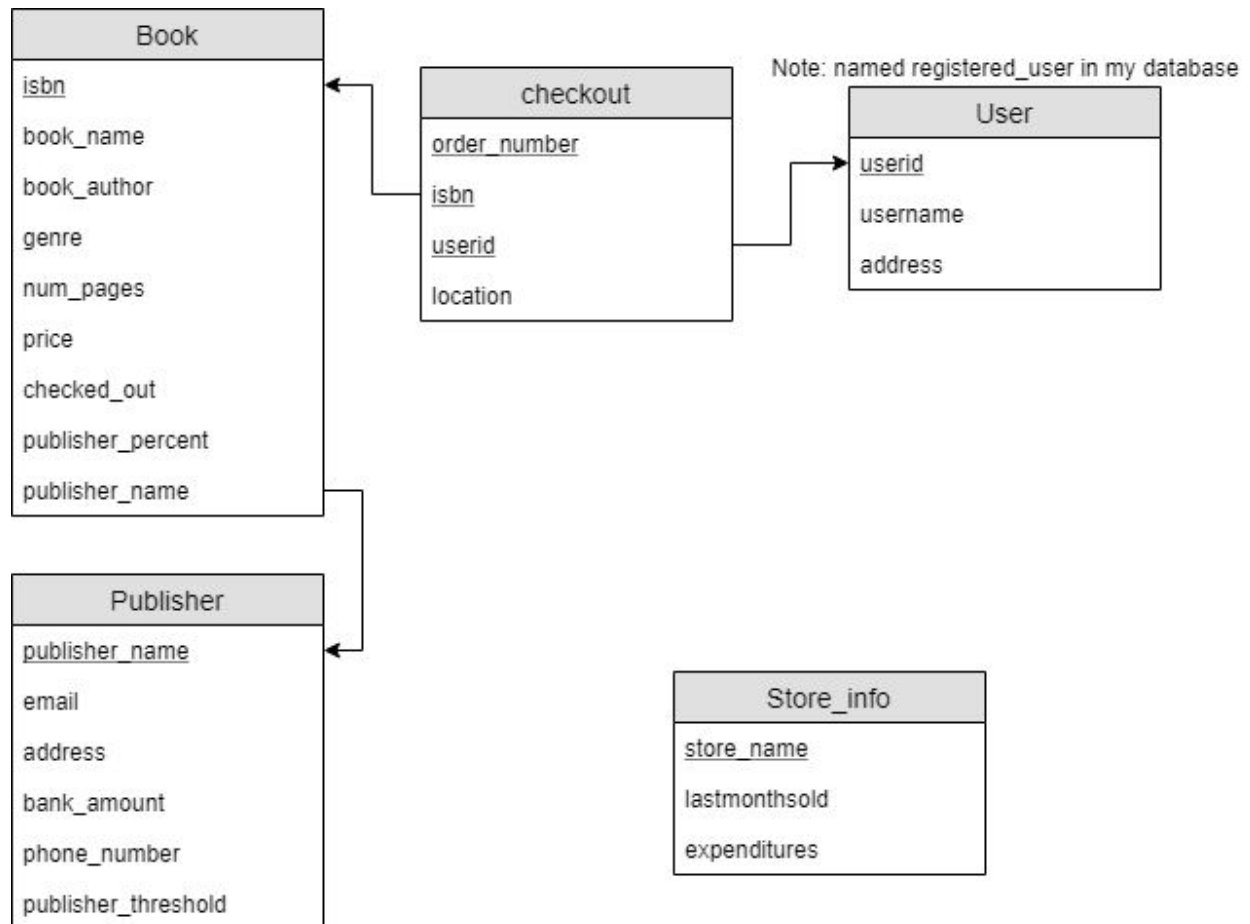 Book
isbn
book_name
book_author
genre
num_pages
price
checked_out
publisher_percent
publisher_name
checkout
order_number
isbn
userid
location
Note: named registered_user in my database
User
userid
username
address
Publisher
publisher_name
email
address
bank_amount
phone_number
publisher_threshold
Store_info
store_name
lastmonthsold
expenditures